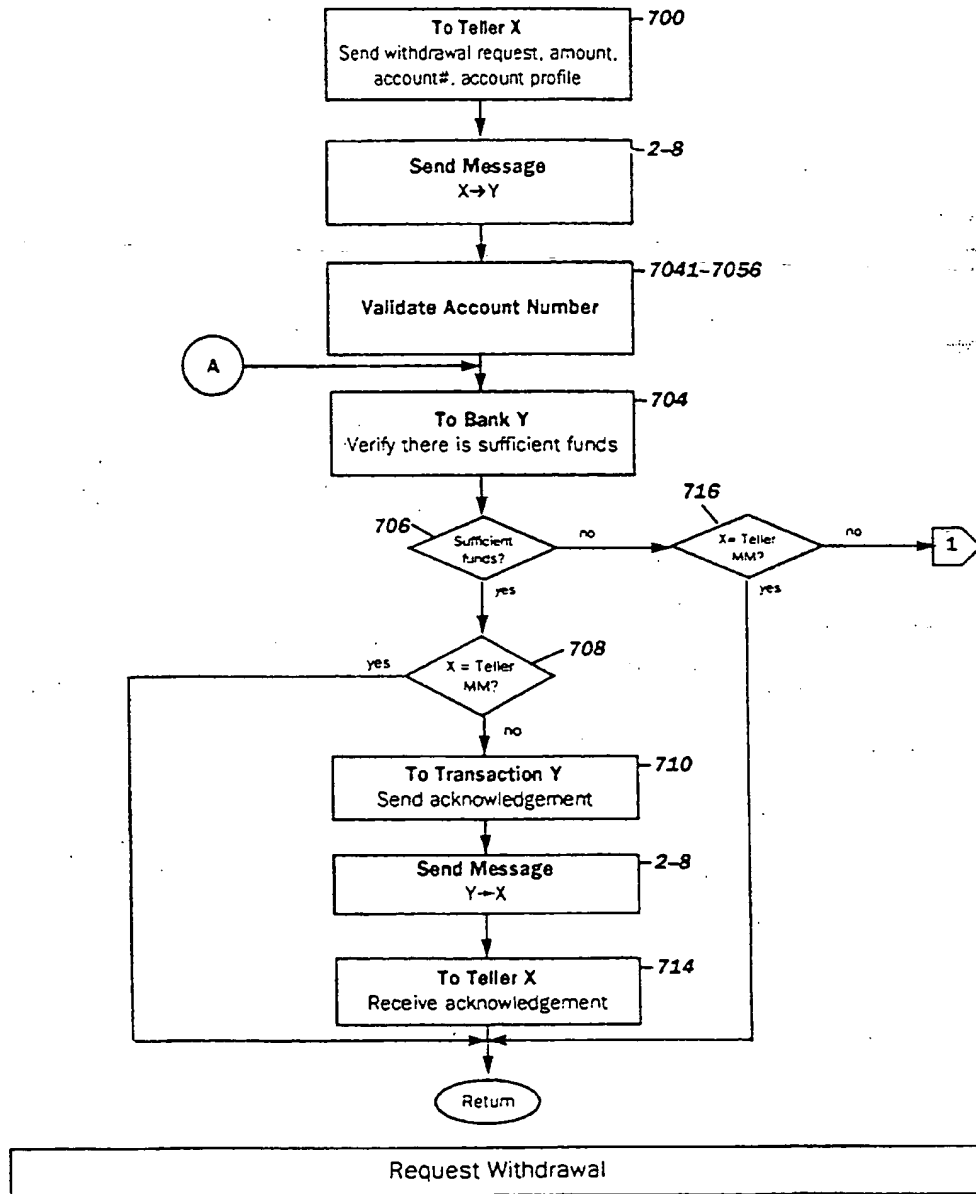 To Teller X
700
Send withdrawal request, amount,
account#, account profile
Send Message
2-8
X→Y
7041-7056
Validate Account Number
A
704
To Bank Y
Verify there is sufficient funds
706
Sufficient
funds?
no
716
X= Teller
MM?
no
1
yes
yes
yes
X = Teller
MM?
708
no
To Transaction Y
710
Send acknowledgement
Send Message
2-8
Y→X
To Teller X
714
Receive acknowledgement
Return
Request Withdrawal